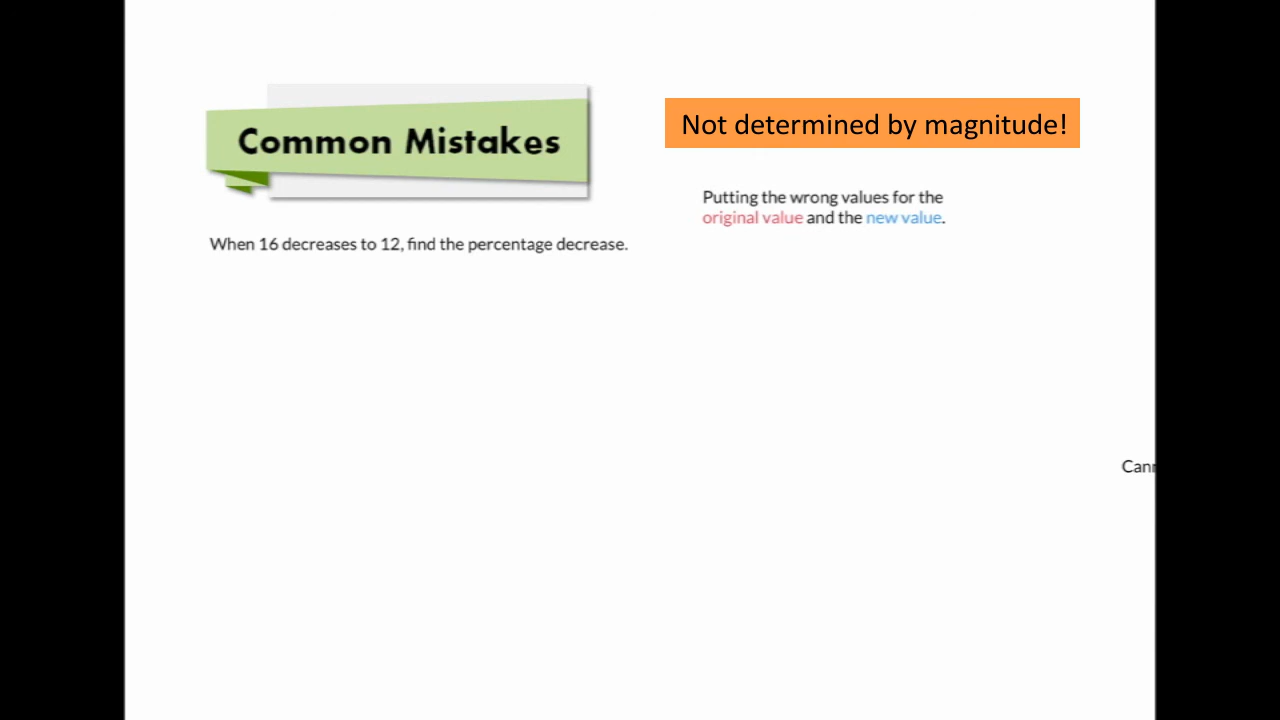 Common Mistakes
Not determined by magnitude!
Putting the wrong values for the
original value and the new value.
When 16 decreases to 12, find the percentage decrease.